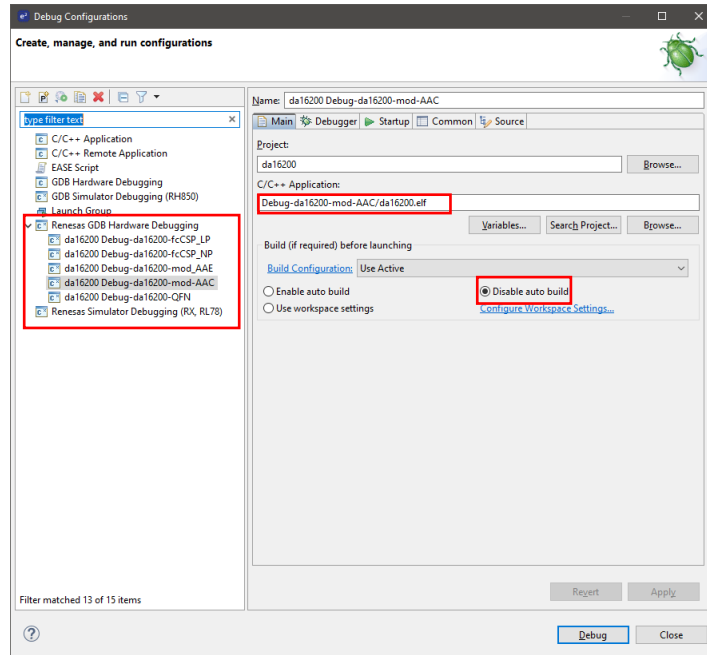 e² Debug Configurations
Create, manage, and run configurations
type filter text
C/C++ Application
C/C++ Remote Application
EASE Script
GDB Hardware Debugging
GDB Simulator Debugging (RH850)
Launch Group
Renesas GDB Hardware Debugging
da16200 Debug-da16200-fcCSP_LP
da16200 Debug-da16200-fcCSP_NP
da16200 Debug-da16200-mod_AAE
da16200 Debug-da16200-mod-AAC
da16200 Debug-da16200-QFN
Renesas Simulator Debugging (RX, RL78)
Filter matched 13 of 15 items
Name: da16200 Debug-da16200-mod-AAC
Main Debugger Startup Common Source
Project:
da16200 Browse...
C/C++ Application:
Debug-da16200-mod-AAC/da16200.elf
Variables... Search Project... Browse...
Build (if required) before launching
Build Configuration: Use Active
Enable auto build Disable auto build
Use workspace settings Configure Workspace Settings...
Revert Apply
? Debug Close